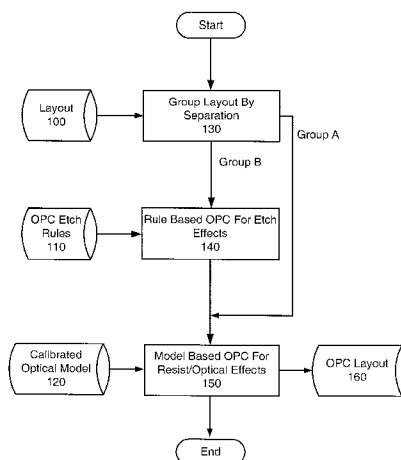 Start
Layout
100
Group Layout By
Separation
130
Group A
Group B
OPC Etch
Rules
110
Rule Based OPC For Etch
Effects
140
Calibrated
Optical Model
120
Model Based OPC For
Resist/Optical Effects
150
OPC Layout
160
End